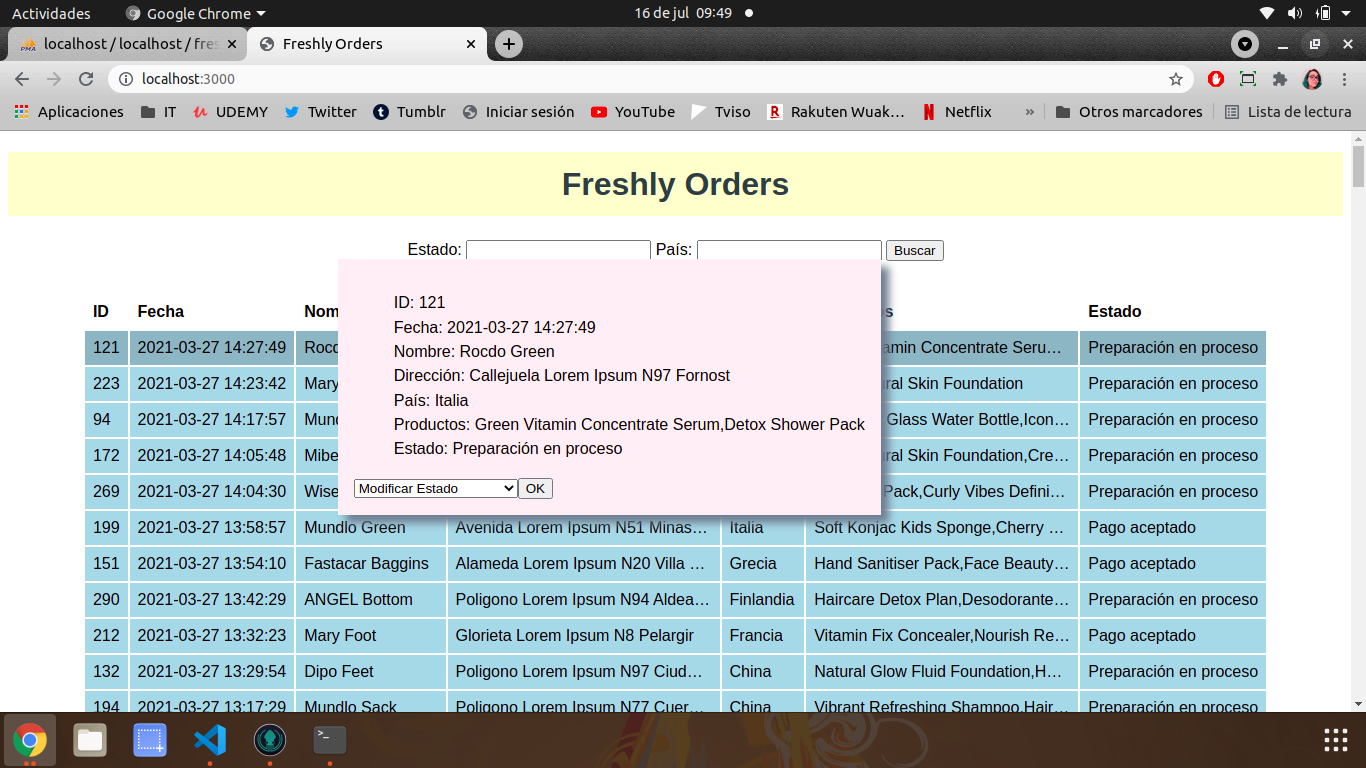 Actividades Google Chrome 16 de jul 09:49
PMA localhost / localhost / fres Freshly Orders
localhost:3000
Aplicaciones IT UDEMY Twitter Tumblr Iniciar sesión YouTube Tviso Rakuten Wuak… Netflix » Otros marcadores Lista de lectura
Freshly Orders
Estado: País: Buscar
ID: 121
Fecha: 2021-03-27 14:27:49
Nombre: Rocdo Green
Dirección: Callejuela Lorem Ipsum N97 Fornost
País: Italia
Productos: Green Vitamin Concentrate Serum,Detox Shower Pack
Estado: Preparación en proceso
Modificar Estado OK
ID Fecha Nom s Estado
121 2021-03-27 14:27:49 Rocd amin Concentrate Seru… Preparación en proceso
223 2021-03-27 14:23:42 Mary ral Skin Foundation Preparación en proceso
94 2021-03-27 14:17:57 Mund Glass Water Bottle,Icon… Preparación en proceso
172 2021-03-27 14:05:48 Mibe ral Skin Foundation,Cre… Preparación en proceso
269 2021-03-27 14:04:30 Wise Pack,Curly Vibes Defini… Preparación en proceso
199 2021-03-27 13:58:57 Mundlo Green Avenida Lorem Ipsum N51 Minas… Italia Soft Konjac Kids Sponge,Cherry … Pago aceptado
151 2021-03-27 13:54:10 Fastacar Baggins Alameda Lorem Ipsum N20 Villa … Grecia Hand Sanitiser Pack,Face Beauty… Pago aceptado
290 2021-03-27 13:42:29 ANGEL Bottom Poligono Lorem Ipsum N94 Aldea… Finlandia Haircare Detox Plan,Desodorante… Preparación en proceso
212 2021-03-27 13:32:23 Mary Foot Glorieta Lorem Ipsum N8 Pelargir Francia Vitamin Fix Concealer,Nourish Re… Pago aceptado
132 2021-03-27 13:29:54 Dipo Feet Poligono Lorem Ipsum N97 Ciud… China Natural Glow Fluid Foundation,H… Preparación en proceso
194 2021-03-27 13:17:29 Mundlo Sack Poligono Lorem Ipsum N77 Cuer… China Vibrant Refreshing Shampoo,Hair… Preparación en proceso